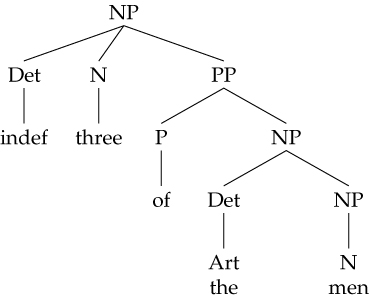 NP
Det N PP
indef three P NP
of Det NP
Art N
the men